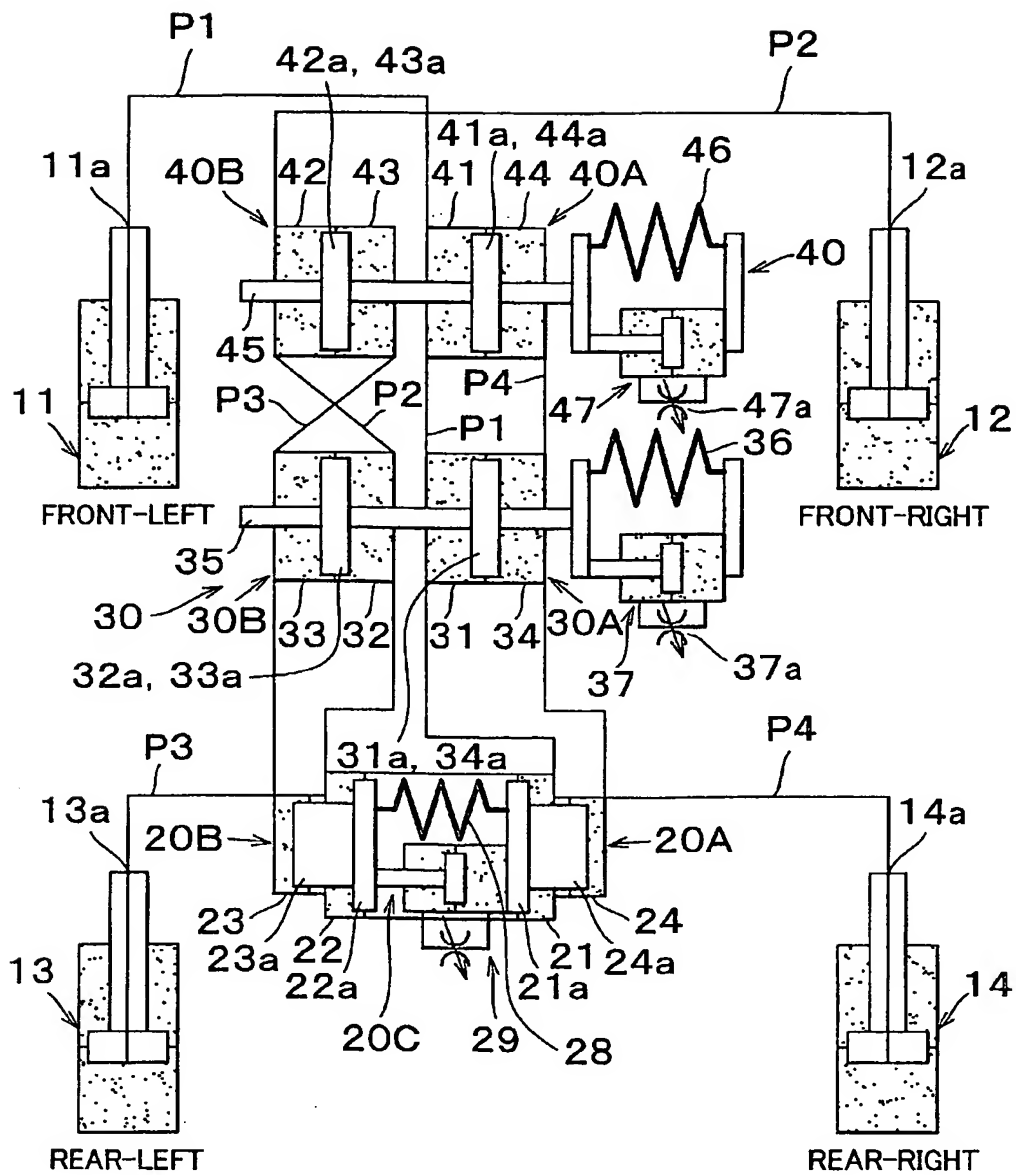 P1
P2
42a, 43a
41a, 44a
46
11a
40B
42
43
41
44
40A
12a
40
45
P3
P2
P4
47
47a
11
P1
36
12
FRONT-LEFT
FRONT-RIGHT
35
30
30B
33
32
31
34
30A
37
37a
32a, 33a
P3
31a, 34a
P4
13a
20B
20A
14a
23
22
21
24
23a
22a
21a
24a
13
20C
29
28
14
REAR-LEFT
REAR-RIGHT